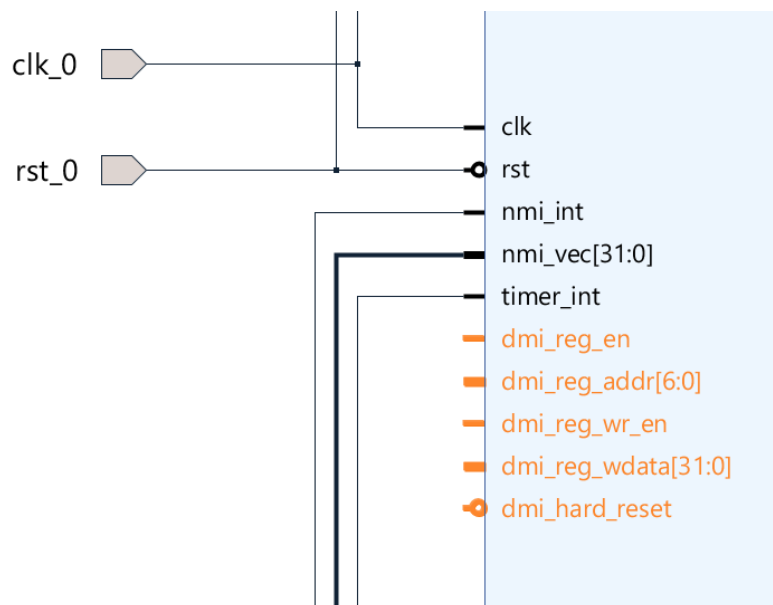 clk_0
clk
rst_0
rst
nmi_int
nmi_vec[31:0]
timer_int
dmi_reg_en
dmi_reg_addr[6:0]
dmi_reg_wr_en
dmi_reg_wdata[31:0]
dmi_hard_reset